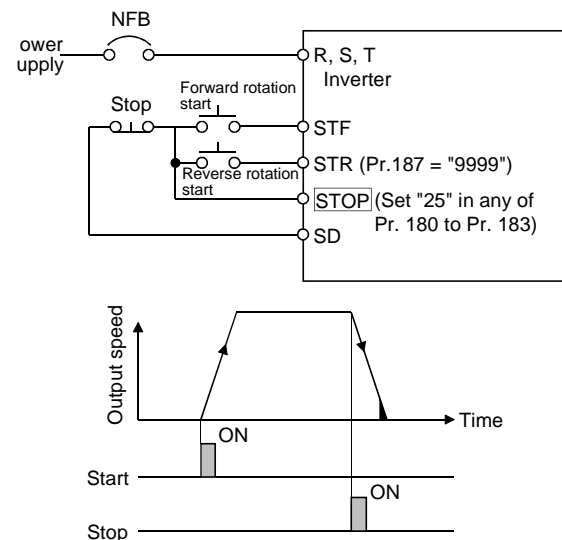 NFB
ower
upply
R, S, T
Inverter
Forward rotation
start
Stop
STF
STR (Pr.187 = "9999")
Reverse rotation
start
STOP (Set "25" in any of
Pr. 180 to Pr. 183)
SD
Output speed
Time
ON
Start
ON
Stop